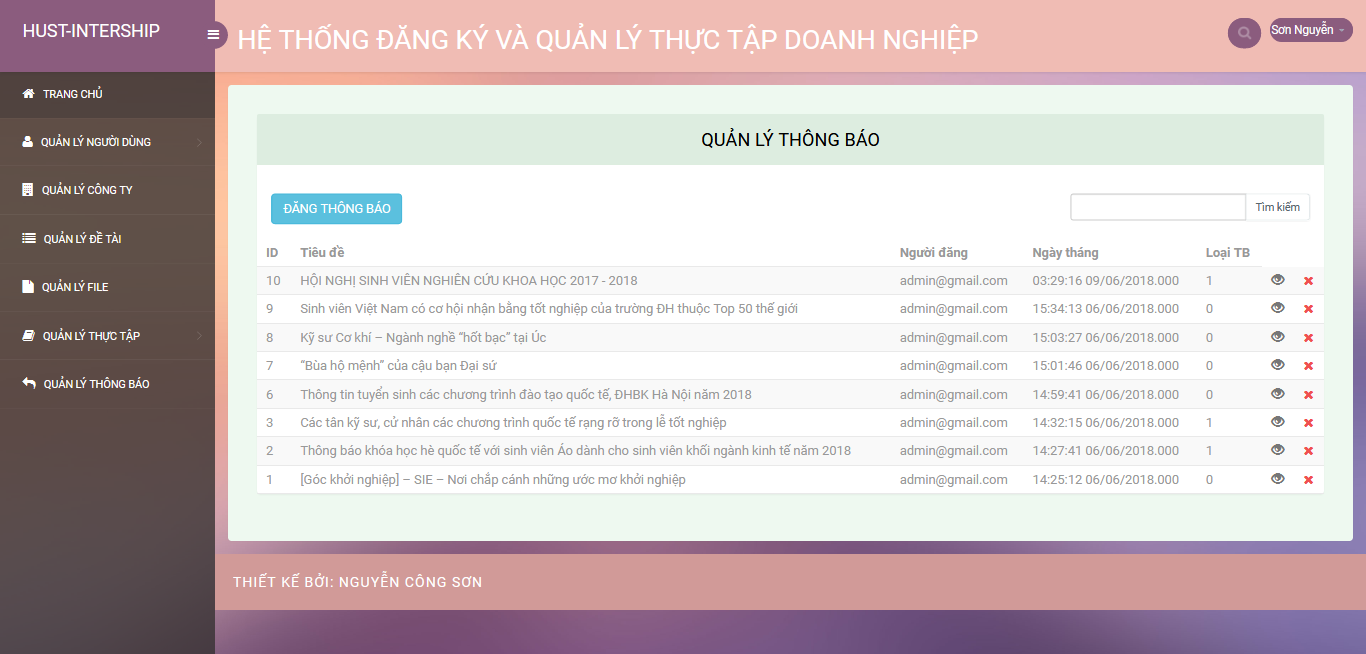 HUST-INTERSHIP
HỆ THỐNG ĐĂNG KÝ VÀ QUẢN LÝ THỰC TẬP DOANH NGHIỆP
Sơn Nguyễn
TRANG CHỦ
QUẢN LÝ NGƯỜI DÙNG
QUẢN LÝ CÔNG TY
QUẢN LÝ ĐỀ TÀI
QUẢN LÝ FILE
QUẢN LÝ THỰC TẬP
QUẢN LÝ THÔNG BÁO
QUẢN LÝ THÔNG BÁO
ĐĂNG THÔNG BÁO
Tìm kiếm
ID Tiêu đề Người đăng Ngày tháng Loại TB
10 HỘI NGHỊ SINH VIÊN NGHIÊN CỨU KHOA HỌC 2017 - 2018 admin@gmail.com 03:29:16 09/06/2018.000 1
9 Sinh viên Việt Nam có cơ hội nhận bằng tốt nghiệp của trường ĐH thuộc Top 50 thế giới admin@gmail.com 15:34:13 06/06/2018.000 0
8 Kỹ sư Cơ khí – Ngành nghề “hốt bạc” tại Úc admin@gmail.com 15:03:27 06/06/2018.000 0
7 “Bùa hộ mệnh” của cậu bạn Đại sứ admin@gmail.com 15:01:46 06/06/2018.000 0
6 Thông tin tuyển sinh các chương trình đào tạo quốc tế, ĐHBK Hà Nội năm 2018 admin@gmail.com 14:59:41 06/06/2018.000 0
3 Các tân kỹ sư, cử nhân các chương trình quốc tế rạng rỡ trong lễ tốt nghiệp admin@gmail.com 14:32:15 06/06/2018.000 1
2 Thông báo khóa học hè quốc tế với sinh viên Áo dành cho sinh viên khối ngành kinh tế năm 2018 admin@gmail.com 14:27:41 06/06/2018.000 1
1 [Góc khởi nghiệp] – SIE – Nơi chắp cánh những ước mơ khởi nghiệp admin@gmail.com 14:25:12 06/06/2018.000 0
THIẾT KẾ BỞI: NGUYỄN CÔNG SƠN